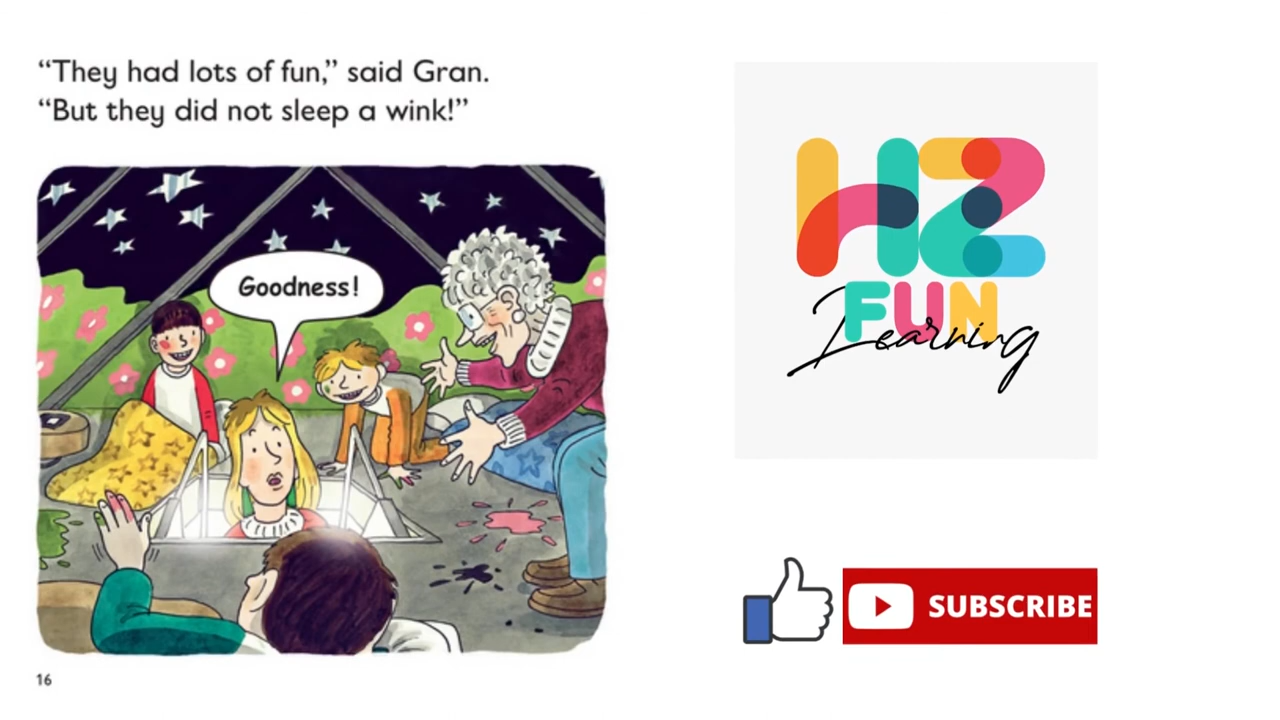 “They had lots of fun,” said Gran.
“But they did not sleep a wink!”
Goodness!
16
HZ
FUN
Learning
SUBSCRIBE